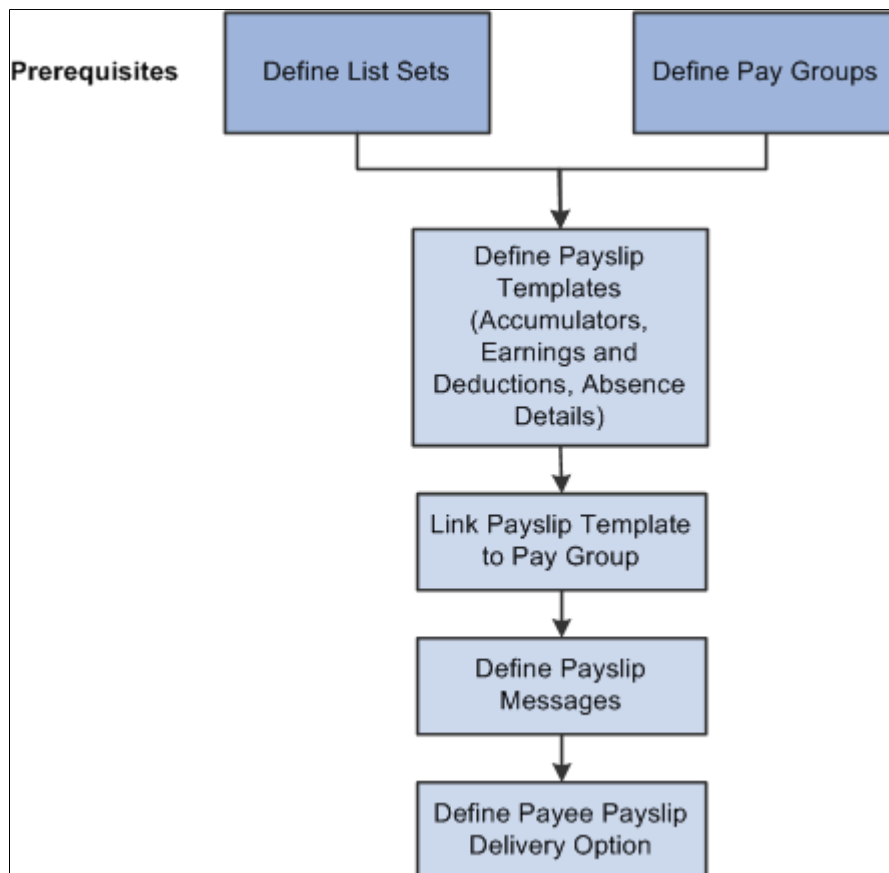 Prerequisites
Define List Sets
Define Pay Groups
Define Payslip
Templates
(Accumulators,
Earnings and
Deductions, Absence
Details)
Link Payslip Template
to Pay Group
Define Payslip
Messages
Define Payee Payslip
Delivery Option